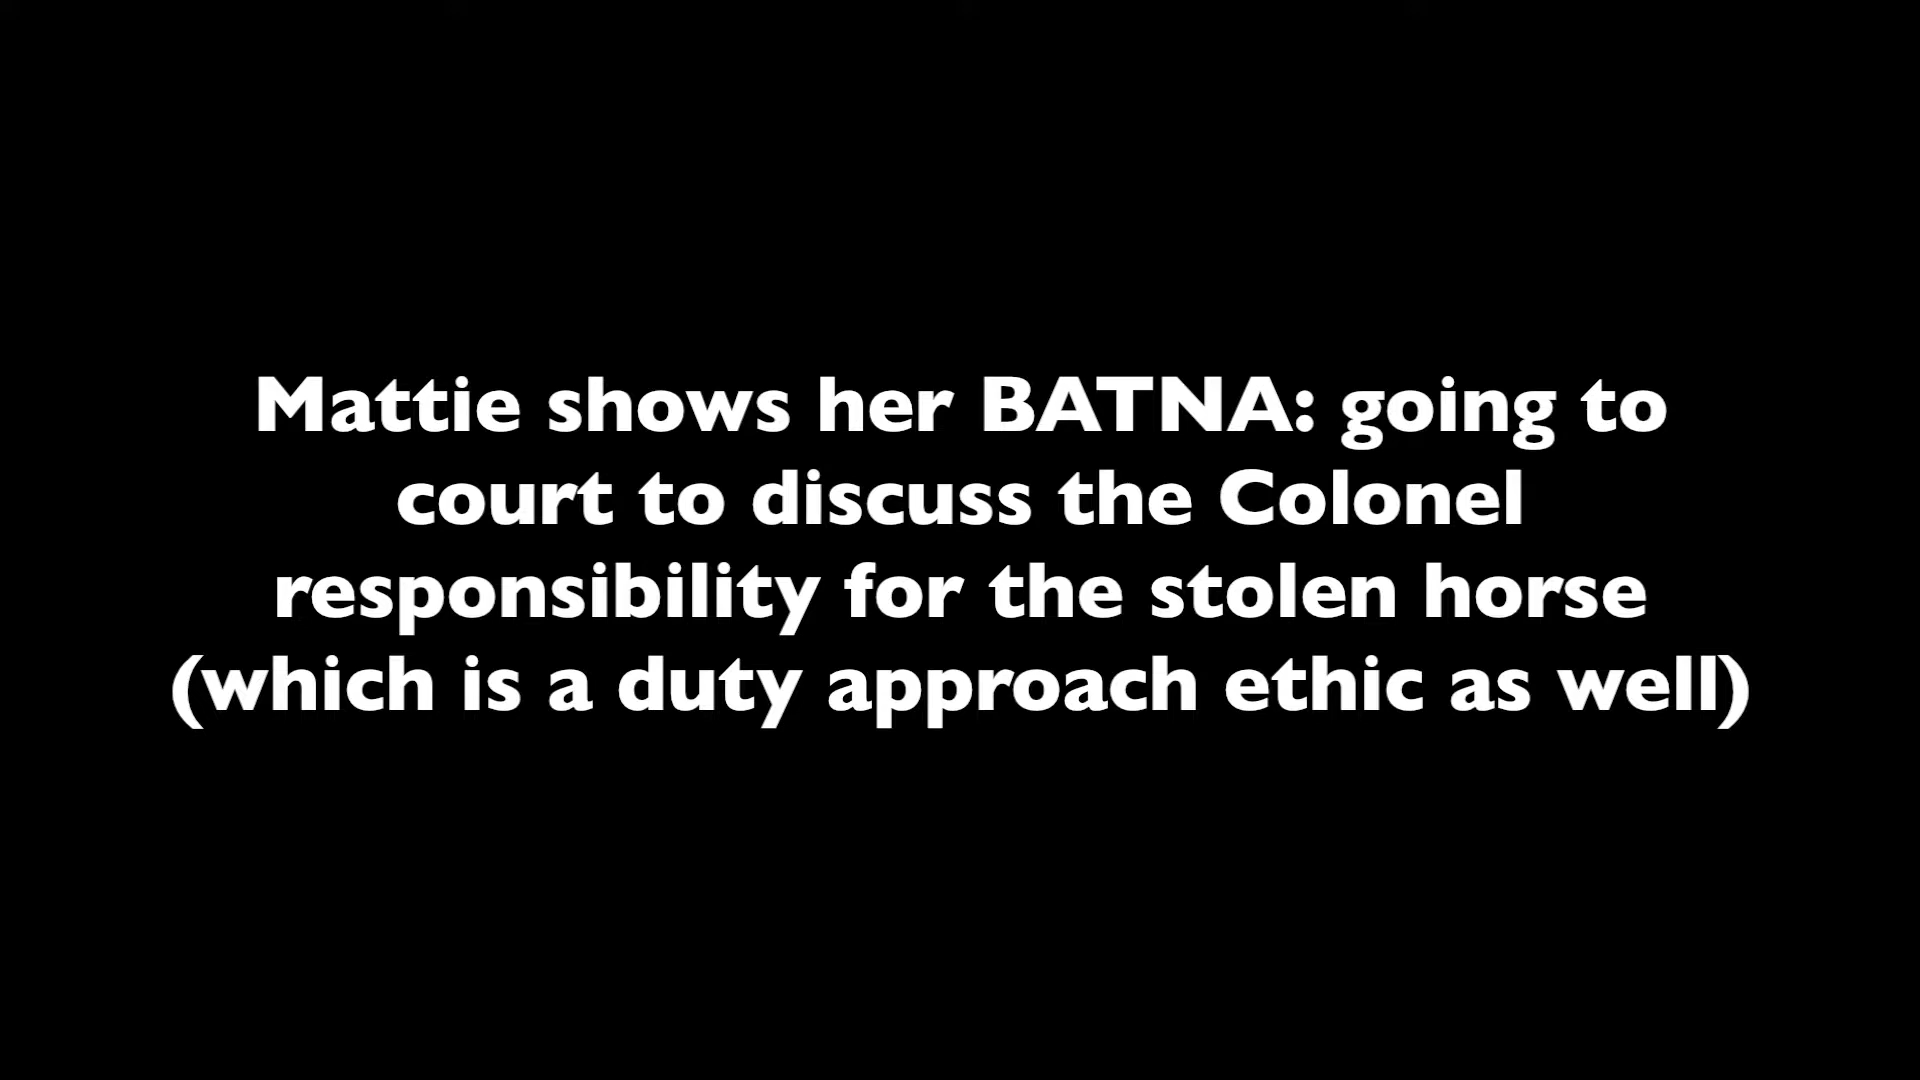 Mattie shows her BATNA: going to
court to discuss the Colonel
responsibility for the stolen horse
(which is a duty approach ethic as well)